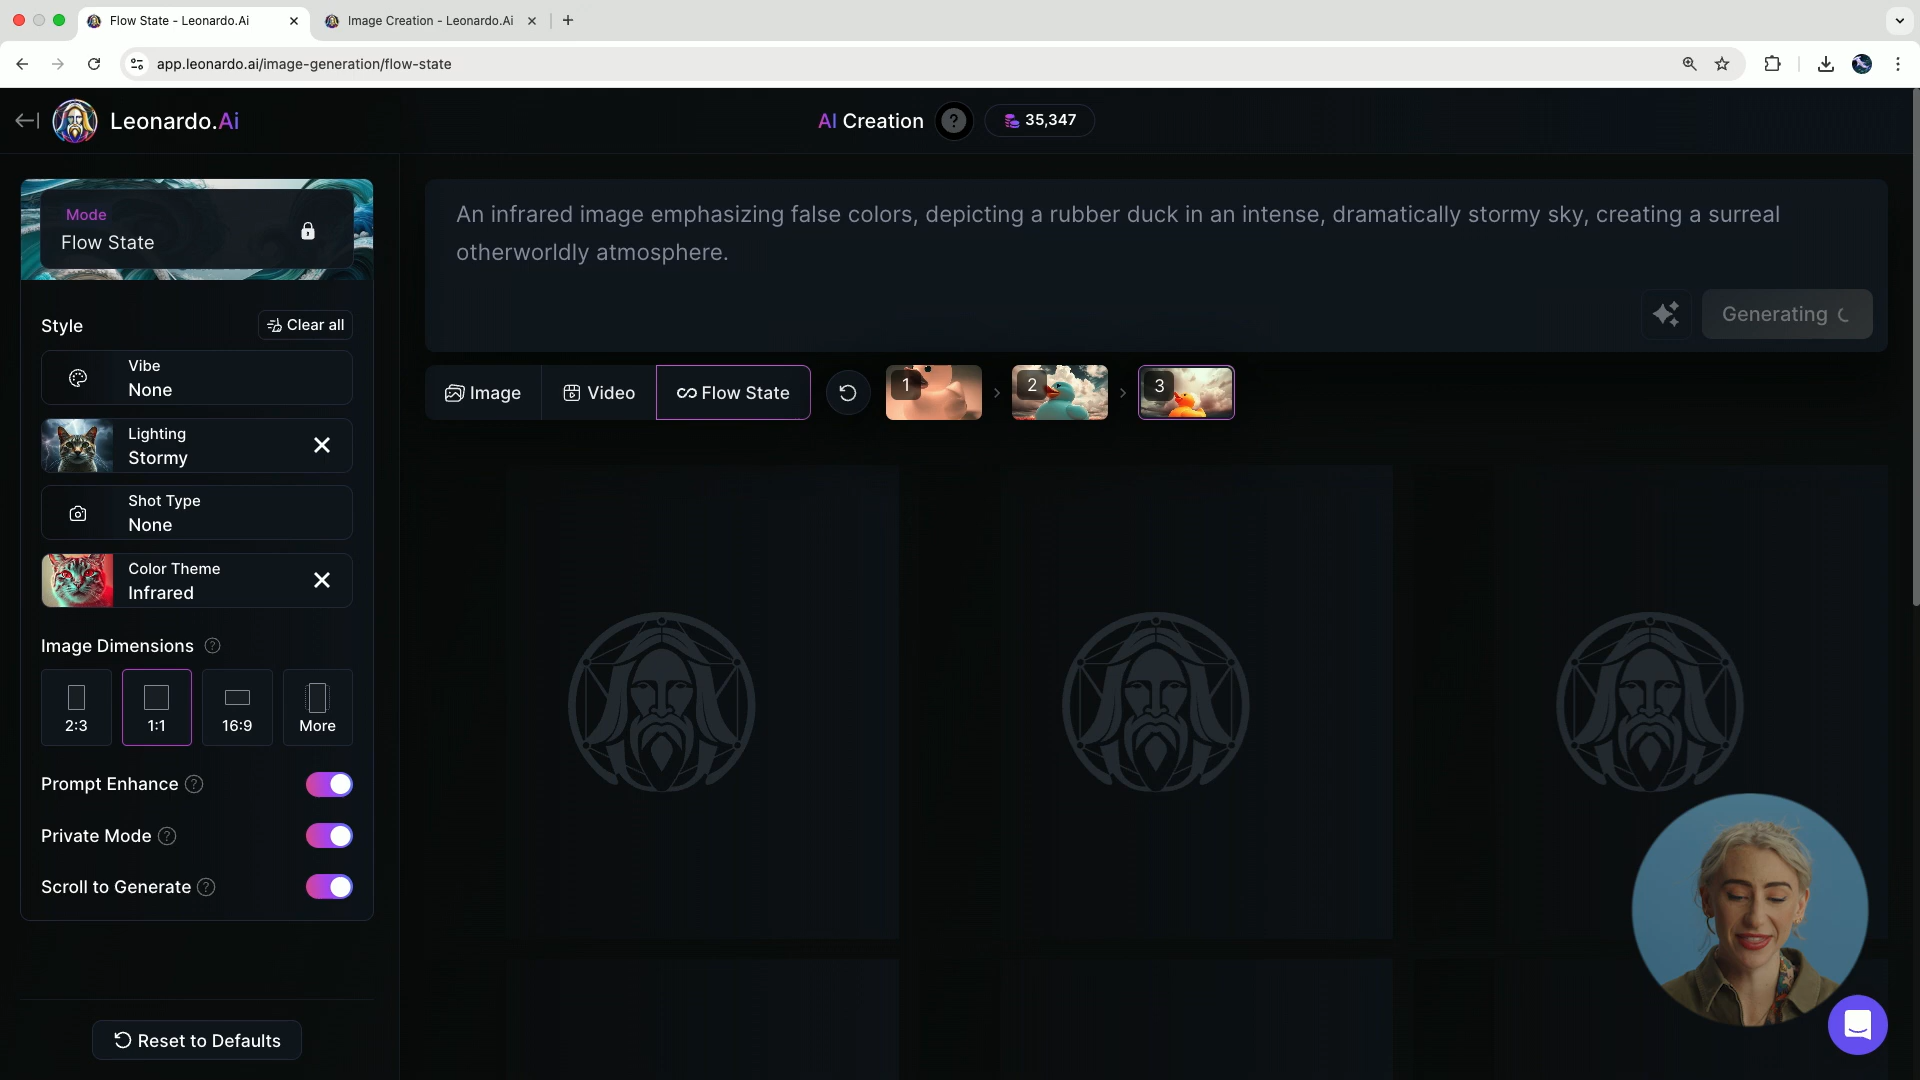 Flow State - Leonardo.Ai
Image Creation - Leonardo.Ai
app.leonardo.ai/image-generation/flow-state
Leonardo.Ai
AI Creation
35,347
Mode
Flow State
An infrared image emphasizing false colors, depicting a rubber duck in an intense, dramatically stormy sky, creating a surreal
otherworldly atmosphere.
Generating
Style
Clear all
Vibe
None
Lighting
Stormy
Shot Type
None
Color Theme
Infrared
Image
Video
Flow State
1
2
3
Image Dimensions
2:3
1:1
16:9
More
Prompt Enhance
Private Mode
Scroll to Generate
Reset to Defaults